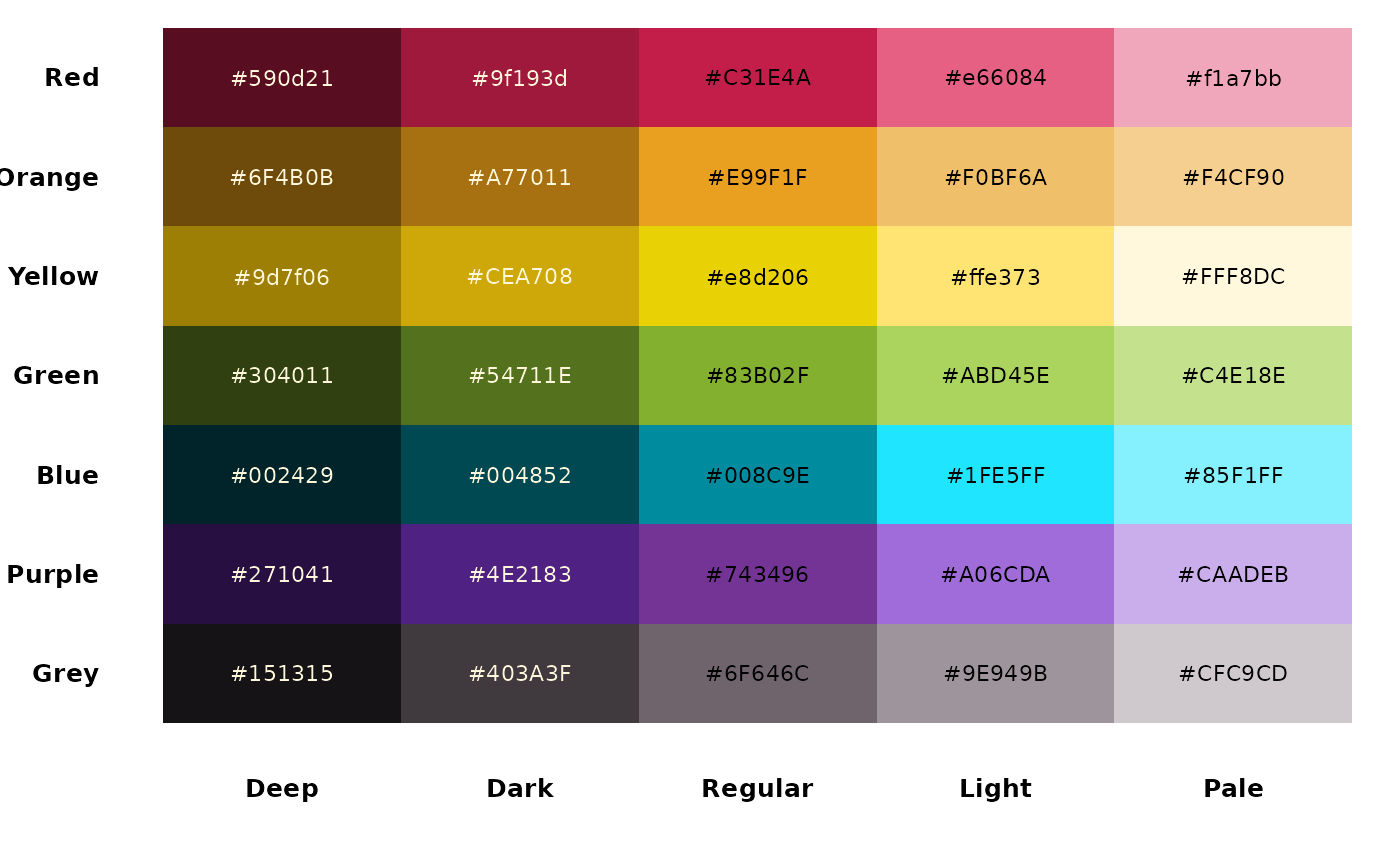 Red #590d21 #9f193d #C31E4A #e66084 #f1a7bb
Orange #6F4B0B #A77011 #E99F1F #F0BF6A #F4CF90
Yellow #9d7f06 #CEA708 #e8d206 #ffe373 #FFF8DC
Green #304011 #54711E #83B02F #ABD45E #C4E18E
Blue #002429 #004852 #008C9E #1FE5FF #85F1FF
Purple #271041 #4E2183 #743496 #A06CDA #CAADEB
Grey #151315 #403A3F #6F646C #9E949B #CFC9CD
Deep Dark Regular Light Pale